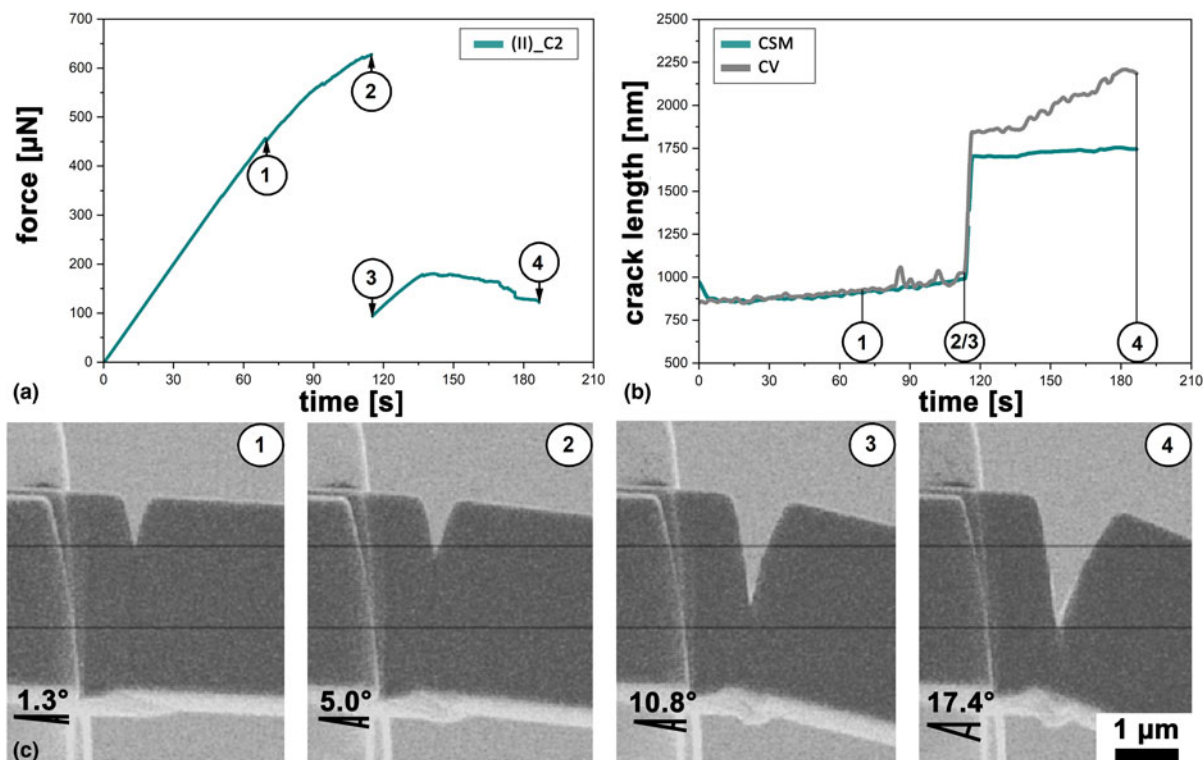 700
600
500
400
300
200
100
0
force [µN]
(II)_C2
1
2
3
4
0 30 60 90 120 150 180 210
time [s]
(a)
2500
2250
2000
1750
1500
1250
1000
750
500
crack length [nm]
CSM
CV
1
2/3
4
0 30 60 90 120 150 180 210
time [s]
(b)
1
2
3
4
1.3°
5.0°
10.8°
17.4°
1 µm
(c)